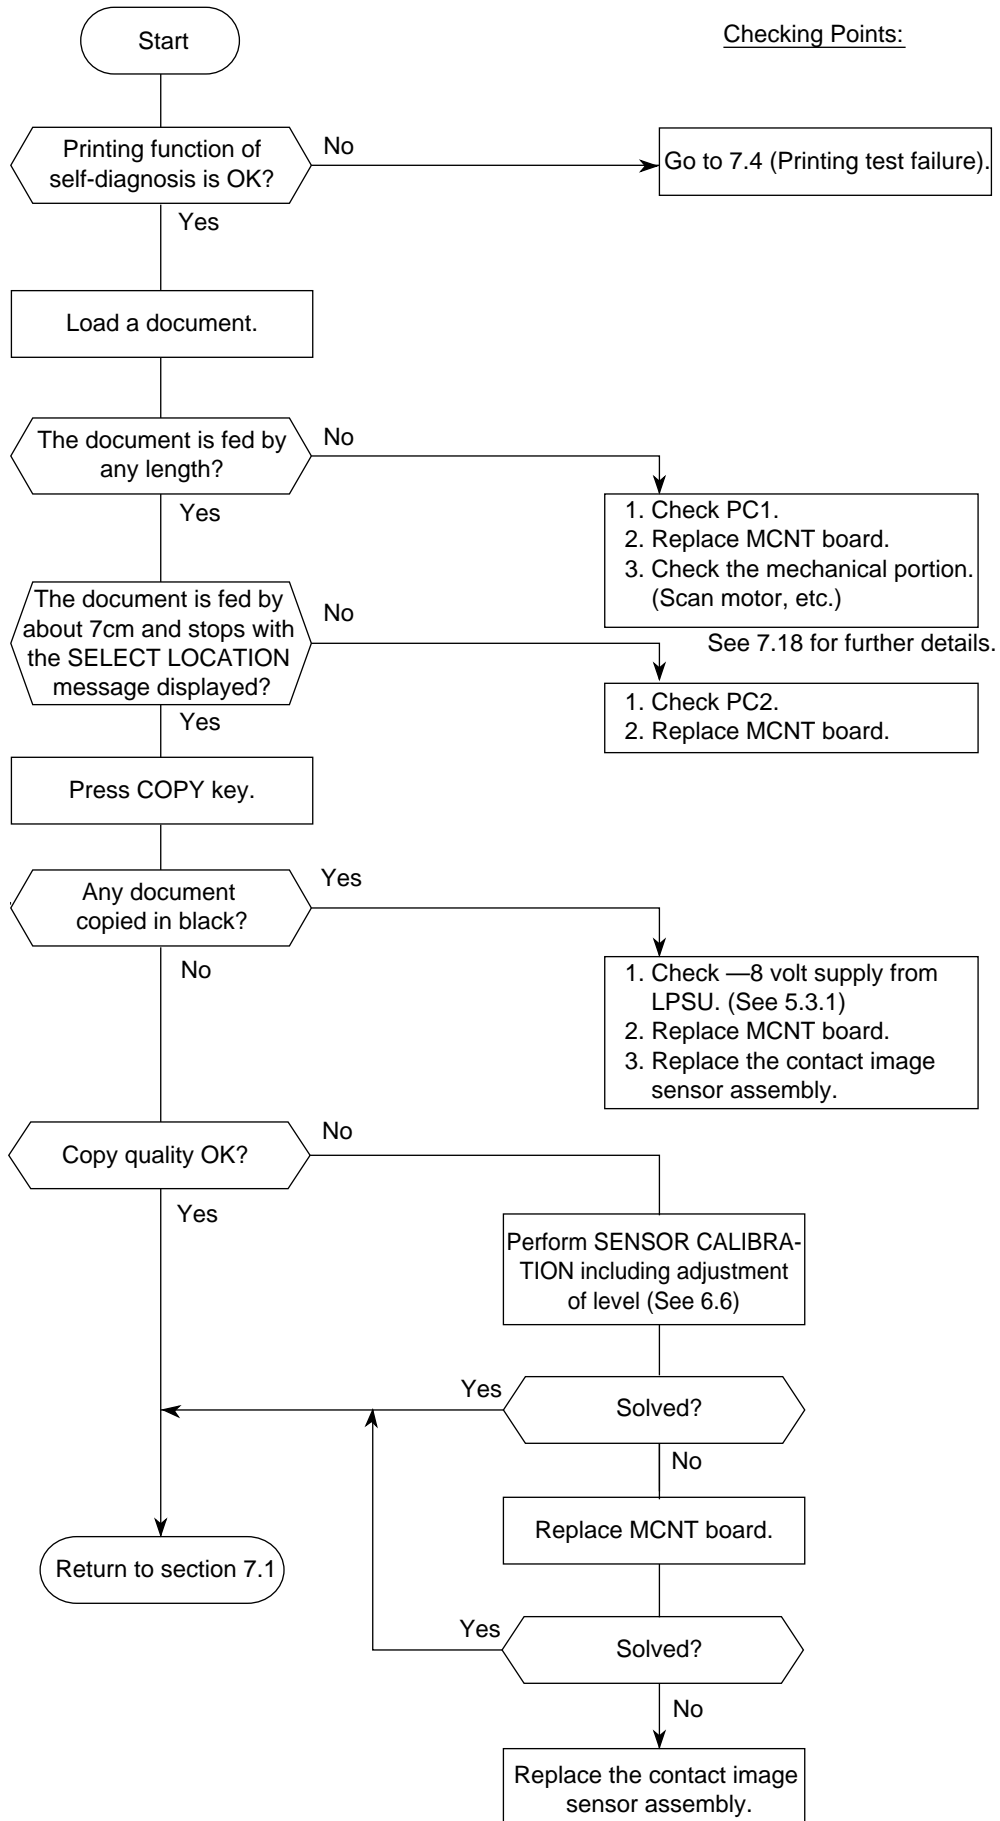 Start
Checking Points:
Printing function of
self-diagnosis is OK?
No
Go to 7.4 (Printing test failure).
Yes
Load a document.
The document is fed by
any length?
No
Yes
1. Check PC1.
2. Replace MCNT board.
3. Check the mechanical portion.
(Scan motor, etc.)
See 7.18 for further details.
The document is fed by
about 7cm and stops with
the SELECT LOCATION
message displayed?
No
Yes
1. Check PC2.
2. Replace MCNT board.
Press COPY key.
Any document
copied in black?
Yes
No
1. Check —8 volt supply from
LPSU. (See 5.3.1)
2. Replace MCNT board.
3. Replace the contact image
sensor assembly.
Copy quality OK?
No
Yes
Perform SENSOR CALIBRA-
TION including adjustment
of level (See 6.6)
Solved?
Yes
No
Replace MCNT board.
Return to section 7.1
Solved?
Yes
No
Replace the contact image
sensor assembly.